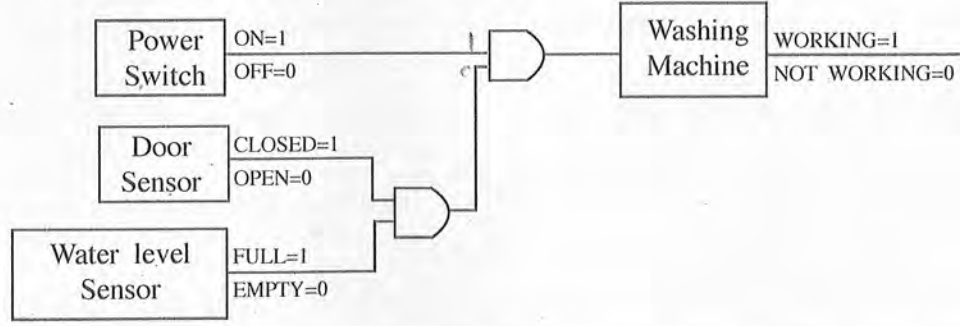 Power
Switch
ON=1
OFF=0
Washing
Machine
WORKING=1
NOT WORKING=0
Door
Sensor
CLOSED=1
OPEN=0
Water level
Sensor
FULL=1
EMPTY=0